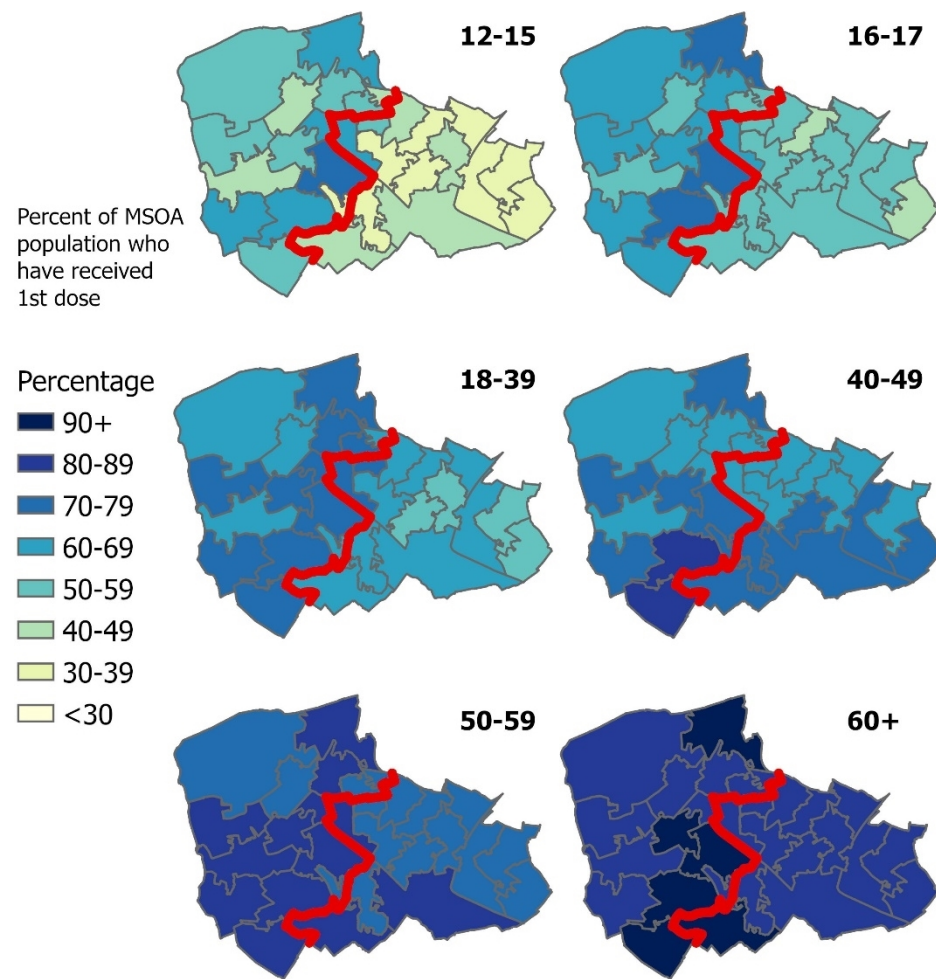 12-15
16-17
Percent of MSOA
population who
have received
1st dose
Percentage
90+
80-89
70-79
60-69
50-59
40-49
30-39
<30
18-39
40-49
50-59
60+